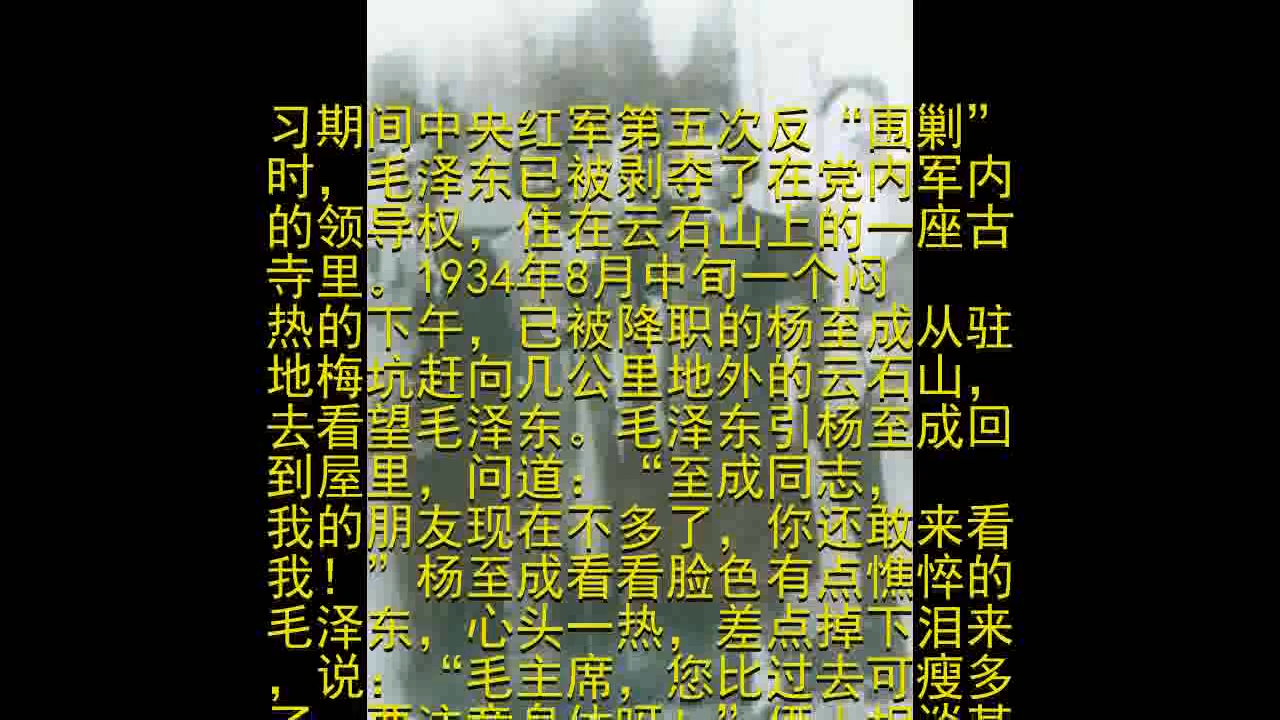 习期间中央红军第五次反“围剿”
时，毛泽东已被剥夺了在党内军内
的领导权，住在云石山上的一座古
寺里。1934年8月中旬一个闷
热的下午，已被降职的杨至成从驻
地梅坑赶向几公里地外的云石山，
去看望毛泽东。毛泽东引杨至成回
到屋里，问道：“至成同志，
我的朋友现在不多了，你还敢来看
我！”杨至成看看脸色有点憔悴的
毛泽东，心头一热，差点掉下泪来
，说：“毛主席，您比过去可瘦多